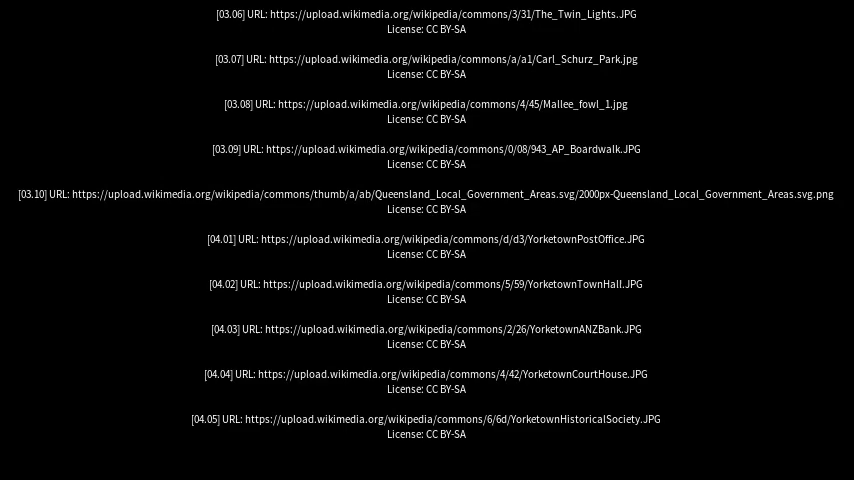 [03.06] URL: https://upload.wikimedia.org/wikipedia/commons/3/31/The_Twin_Lights.JPG
License: CC BY-SA
[03.07] URL: https://upload.wikimedia.org/wikipedia/commons/a/a1/Carl_Schurz_Park.jpg
License: CC BY-SA
[03.08] URL: https://upload.wikimedia.org/wikipedia/commons/4/45/Mallee_fowl_1.jpg
License: CC BY-SA
[03.09] URL: https://upload.wikimedia.org/wikipedia/commons/0/08/943_AP_Boardwalk.JPG
License: CC BY-SA
[03.10] URL: https://upload.wikimedia.org/wikipedia/commons/thumb/a/ab/Queensland_Local_Government_Areas.svg/2000px-Queensland_Local_Government_Areas.svg.png
License: CC BY-SA
[04.01] URL: https://upload.wikimedia.org/wikipedia/commons/d/d3/YorketownPostOffice.JPG
License: CC BY-SA
[04.02] URL: https://upload.wikimedia.org/wikipedia/commons/5/59/YorketownTownHall.JPG
License: CC BY-SA
[04.03] URL: https://upload.wikimedia.org/wikipedia/commons/2/26/YorketownANZBank.JPG
License: CC BY-SA
[04.04] URL: https://upload.wikimedia.org/wikipedia/commons/4/42/YorketownCourtHouse.JPG
License: CC BY-SA
[04.05] URL: https://upload.wikimedia.org/wikipedia/commons/6/6d/YorketownHistoricalSociety.JPG
License: CC BY-SA